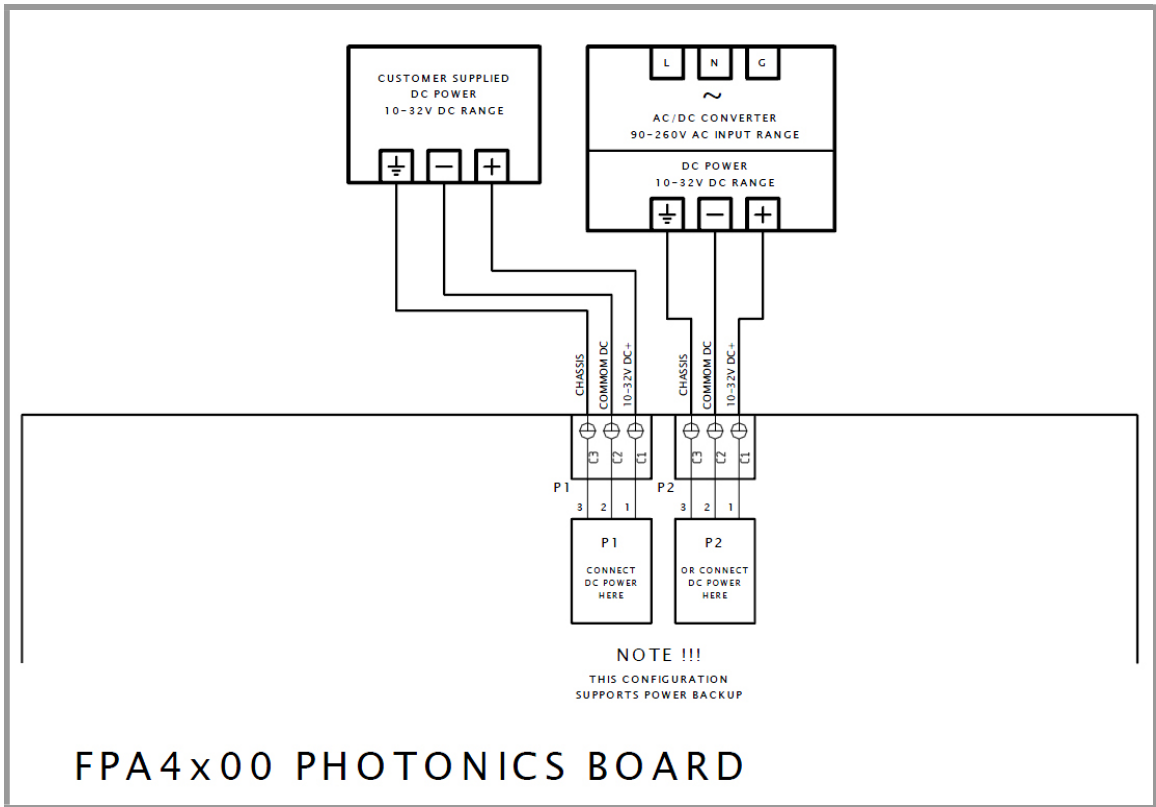 CUSTOMER SUPPLIED
DC POWER
10-32V DC RANGE
L N G
~
AC/DC CONVERTER
90-260V AC INPUT RANGE
DC POWER
10-32V DC RANGE
− +
− +
CHASSIS
COMMOM DC
10-32V DC+
CHASSIS
COMMOM DC
10-32V DC+
C3 C2 C1
C3 C2 C1
P1
P2
3 2 1
3 2 1
P1
CONNECT
DC POWER
HERE
P2
OR CONNECT
DC POWER
HERE
NOTE !!!
THIS CONFIGURATION
SUPPORTS POWER BACKUP
FPA4x00 PHOTONICS BOARD